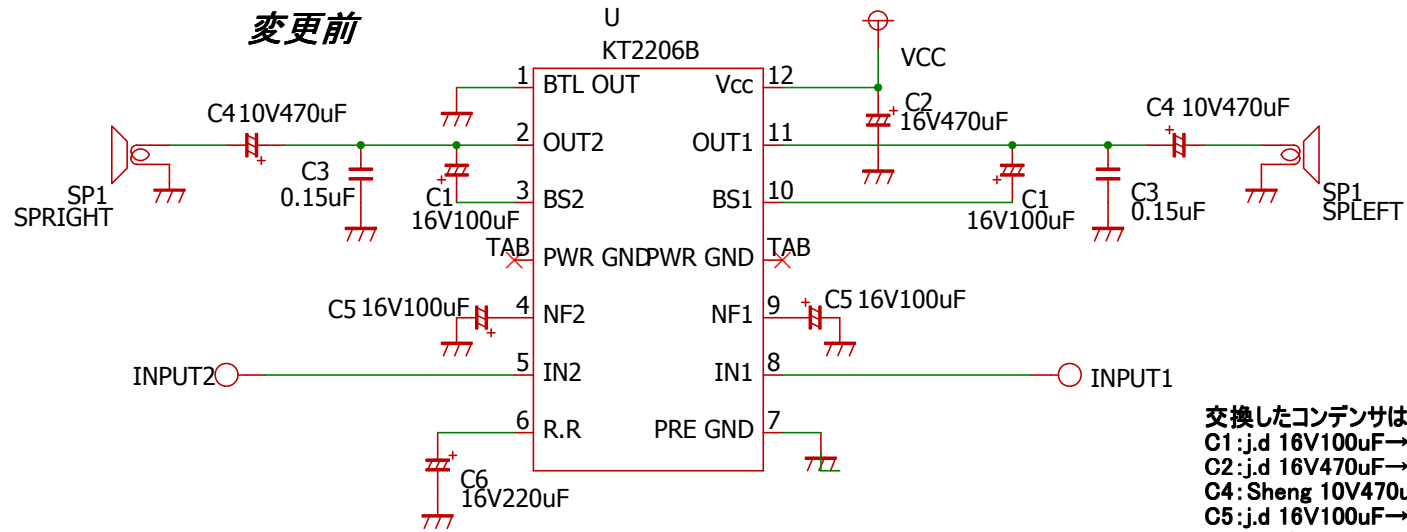 変更前
U
KT2206B
VCC
1 BTL OUT
Vcc 12
C4 10V470uF
C2
16V470uF
C4 10V470uF
2 OUT2
OUT1 11
C3
0.15uF
C1
16V100uF
3 BS2
BS1 10
C1
16V100uF
C3
0.15uF
SP1
SPRIGHT
SP1
SPLEFT
TAB PWR GND
PWR GND TAB
C5 16V100uF
4 NF2
NF1 9
C5 16V100uF
INPUT2
5 IN2
IN1 8
INPUT1
6 R.R
PRE GND 7
C6
16V220uF
交換したコンデンサは
C1:j.d 16V100uF→
C2:j.d 16V470uF→
C4:Sheng 10V470u
C5:j.d 16V100uF→